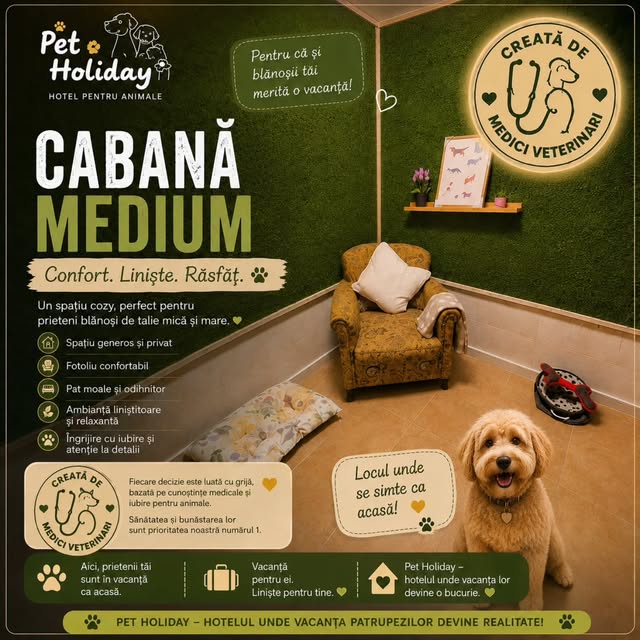 Pet
Holiday
HOTEL PENTRU ANIMALE
Pentru că și
blănoșii tăi
merită o vacanță!
CREATĂ DE
MEDICI VETERINARI
CABANĂ
MEDIUM
Confort. Liniște. Răsfăț.
Un spațiu cozy, perfect pentru
prieteni blănoși de talie mică și mare.
Spațiu generos și privat
Fotoliu confortabil
Pat moale și odihnitor
Ambianță liniștitoare
și relaxantă
Îngrijire cu iubire și
atenție la detalii
CREATĂ DE
MEDICI VETERINARI
Fiecare decizie este luată cu grijă,
bazată pe cunoștințe medicale și
iubire pentru animale.
Sănătatea și bunăstarea lor
sunt prioritatea noastră numărul 1.
Locul unde
se simte ca
acasă!
Aici, prietenii tăi
sunt în vacanță
ca acasă.
Vacanță
pentru ei.
Liniște pentru tine.
Pet Holiday –
hotelul unde vacanța lor
devine o bucurie.
PET HOLIDAY – HOTELUL UNDE VACANȚA PATRUPEZILOR DEVINE REALITATE!